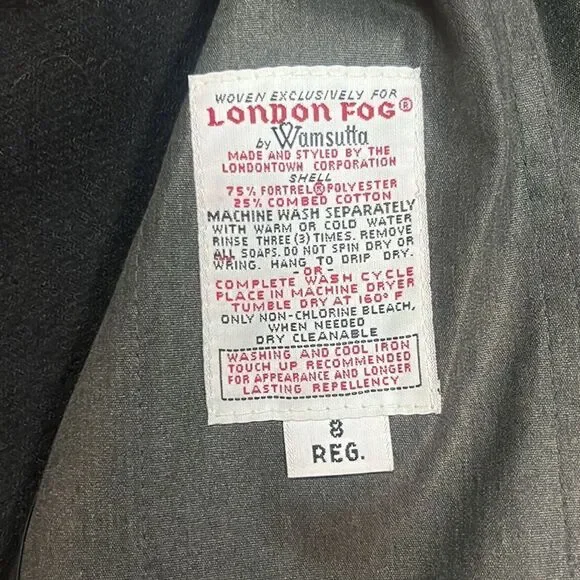 WOVEN EXCLUSIVELY FOR
LONDON FOG®
by Wamsutta
MADE AND STYLED BY THE
LONDONTOWN CORPORATION
SHELL
75% FORTREL® POLYESTER
25% COMBED COTTON
MACHINE WASH SEPARATELY
WITH WARM OR COLD WATER
RINSE THREE (3) TIMES. REMOVE
ALL SOAPS. DO NOT SPIN DRY OR
WRING. HANG TO DRIP DRY.
-OR-
COMPLETE WASH CYCLE
PLACE IN MACHINE DRYER
TUMBLE DRY AT 160° F
ONLY NON-CHLORINE BLEACH,
WHEN NEEDED
DRY CLEANABLE
WASHING AND COOL IRON
TOUCH UP RECOMMENDED
FOR APPEARANCE AND LONGER
LASTING REPELLENCY
8
REG.